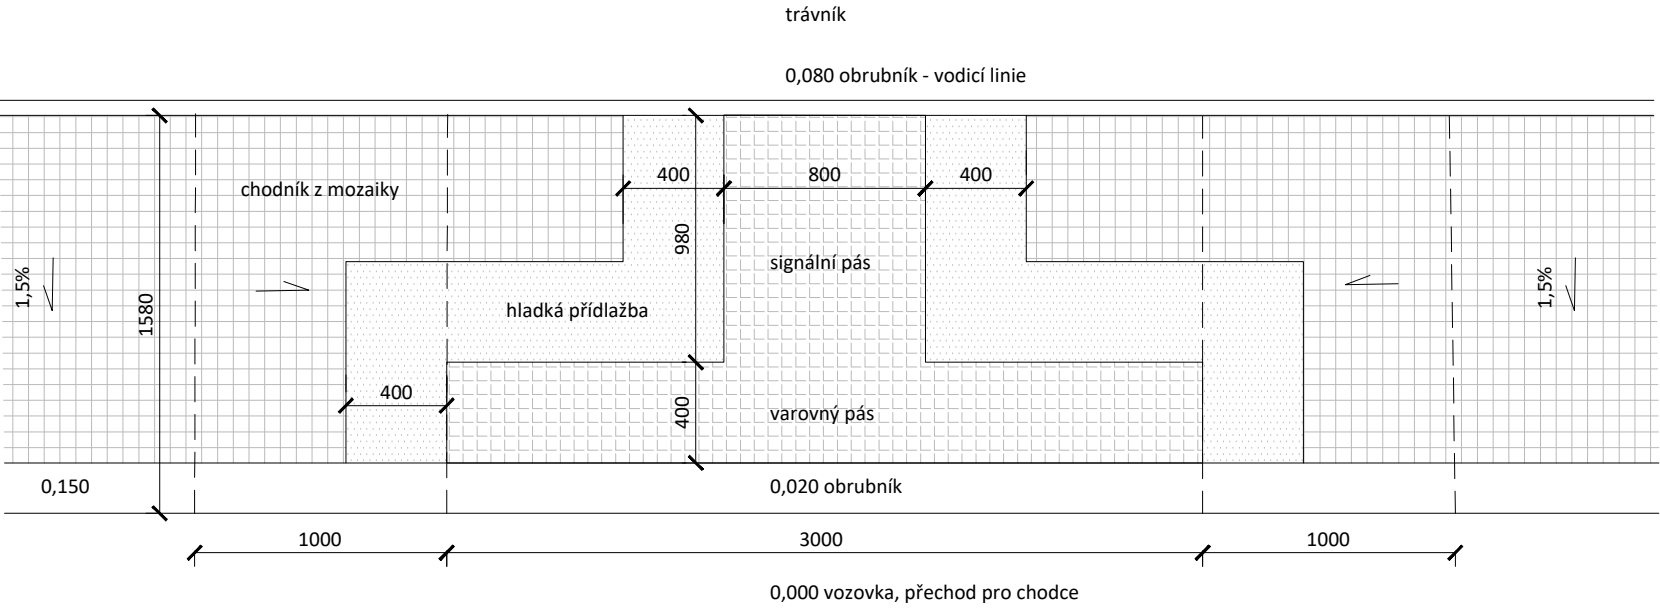 trávník
0,080 obrubník - vodicí linie
400
800
400
chodník z mozaiky
980
signální pás
1,5%
1580
1,5%
hladká přídlažba
400
400
varovný pás
0,150
0,020 obrubník
1000
3000
1000
0,000 vozovka, přechod pro chodce